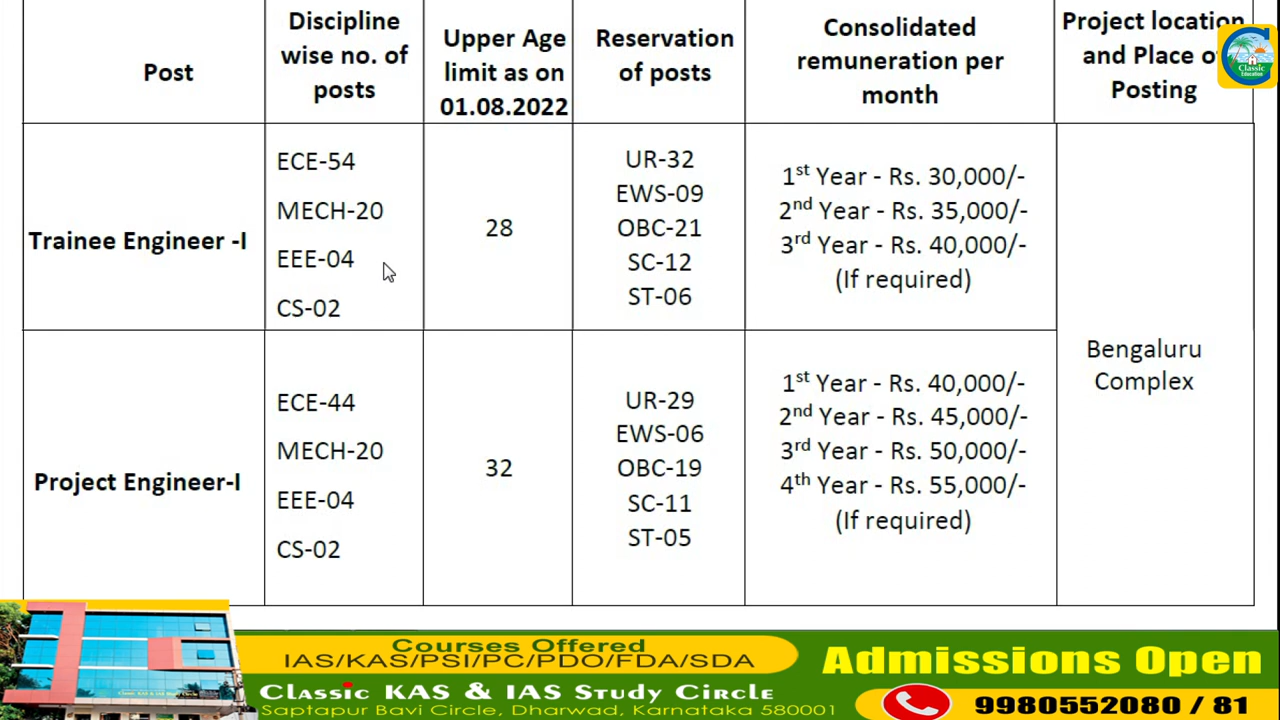 Post
Discipline
wise no. of
posts
Upper Age
limit as on
01.08.2022
Reservation
of posts
Consolidated
remuneration per
month
Project location
and Place of
Posting
Classic
Education
Trainee Engineer -I
ECE-54
MECH-20
EEE-04
CS-02
28
UR-32
EWS-09
OBC-21
SC-12
ST-06
1st Year - Rs. 30,000/-
2nd Year - Rs. 35,000/-
3rd Year - Rs. 40,000/-
(If required)
Bengaluru
Complex
Project Engineer-I
ECE-44
MECH-20
EEE-04
CS-02
32
UR-29
EWS-06
OBC-19
SC-11
ST-05
1st Year - Rs. 40,000/-
2nd Year - Rs. 45,000/-
3rd Year - Rs. 50,000/-
4th Year - Rs. 55,000/-
(If required)
Courses Offered
IAS/KAS/PSI/PC/PDO/FDA/SDA
Classic KAS & IAS Study Circle
Saptapur Bavi Circle, Dharwad, Karnataka 580001
Admissions Open
9980552080 / 81